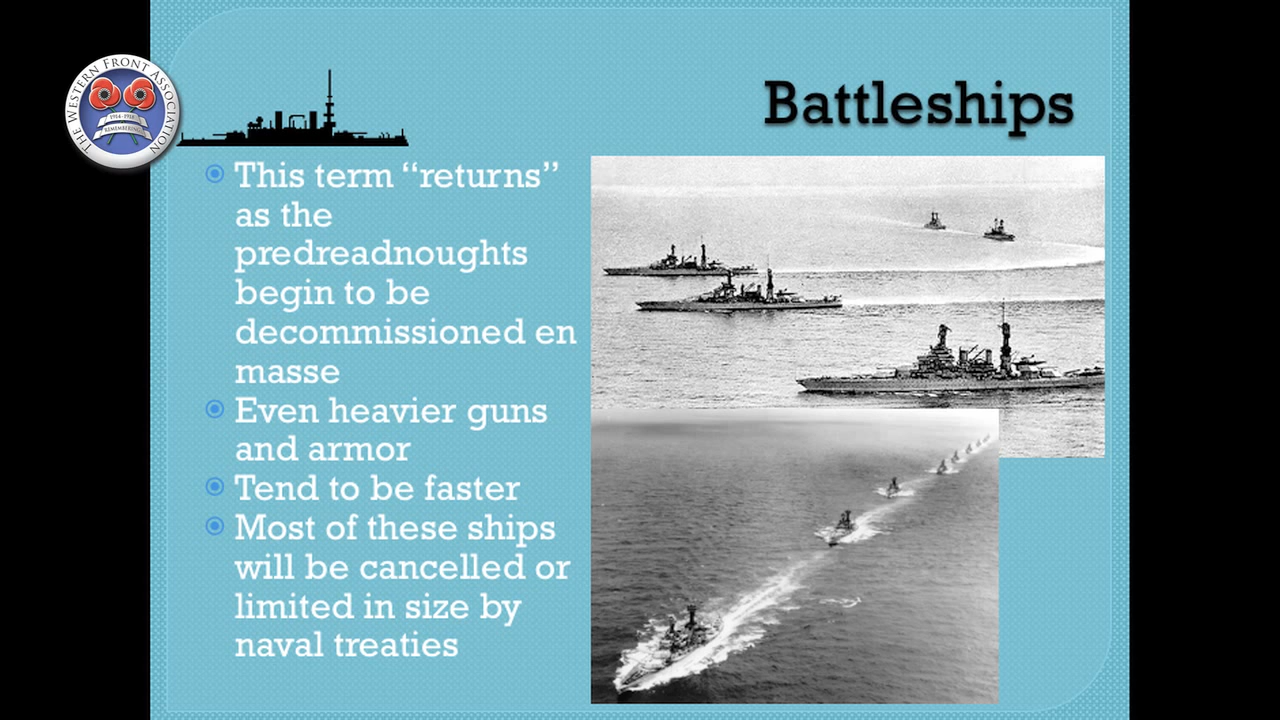 THE WESTERN FRONT ASSOCIATION
1914 - 1918
REMEMBERING
Battleships
This term “returns”
as the
predreadnoughts
begin to be
decommissioned en
masse
Even heavier guns
and armor
Tend to be faster
Most of these ships
will be cancelled or
limited in size by
naval treaties